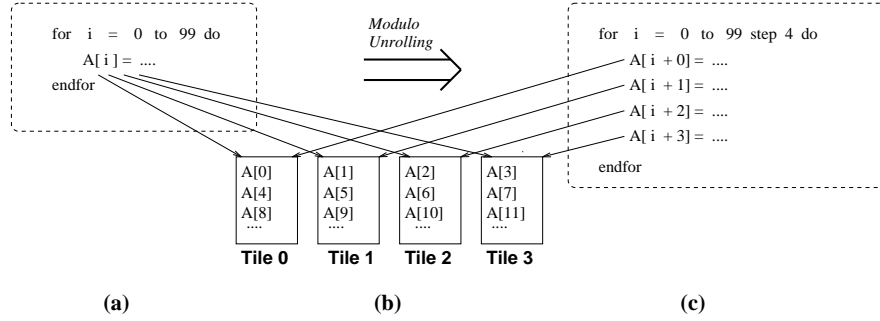 for i = 0 to 99 do
A[ i ] = ....
endfor
Modulo
Unrolling
for i = 0 to 99 step 4 do
A[ i + 0] = ....
A[ i + 1] = ....
A[ i + 2] = ....
A[ i + 3] = ....
endfor
A[0]
A[4]
A[8]
....
Tile 0
A[1]
A[5]
A[9]
....
Tile 1
A[2]
A[6]
A[10]
....
Tile 2
A[3]
A[7]
A[11]
....
Tile 3
(a)
(b)
(c)